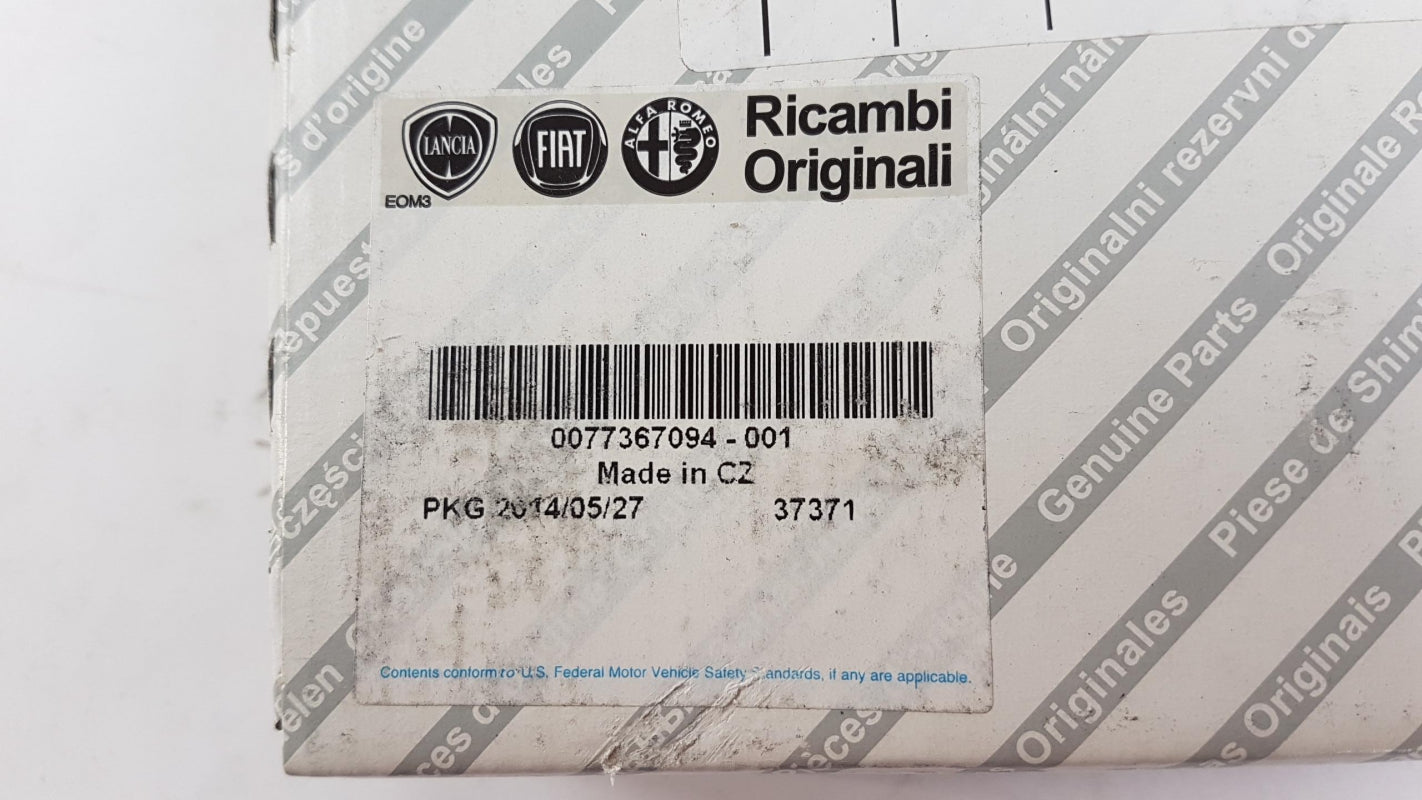 LANCIA
FIAT
ALFA ROMEO
Ricambi
Originali
EOM3
0077367094 - 001
Made in CZ
PKG 2014/05/27 37371
Contents conform to U.S. Federal Motor Vehicle Safety Standards, if any are applicable.
d'origine
Originalni rezervni
Originale
Genuine Parts
Piese de
Originales
Originais